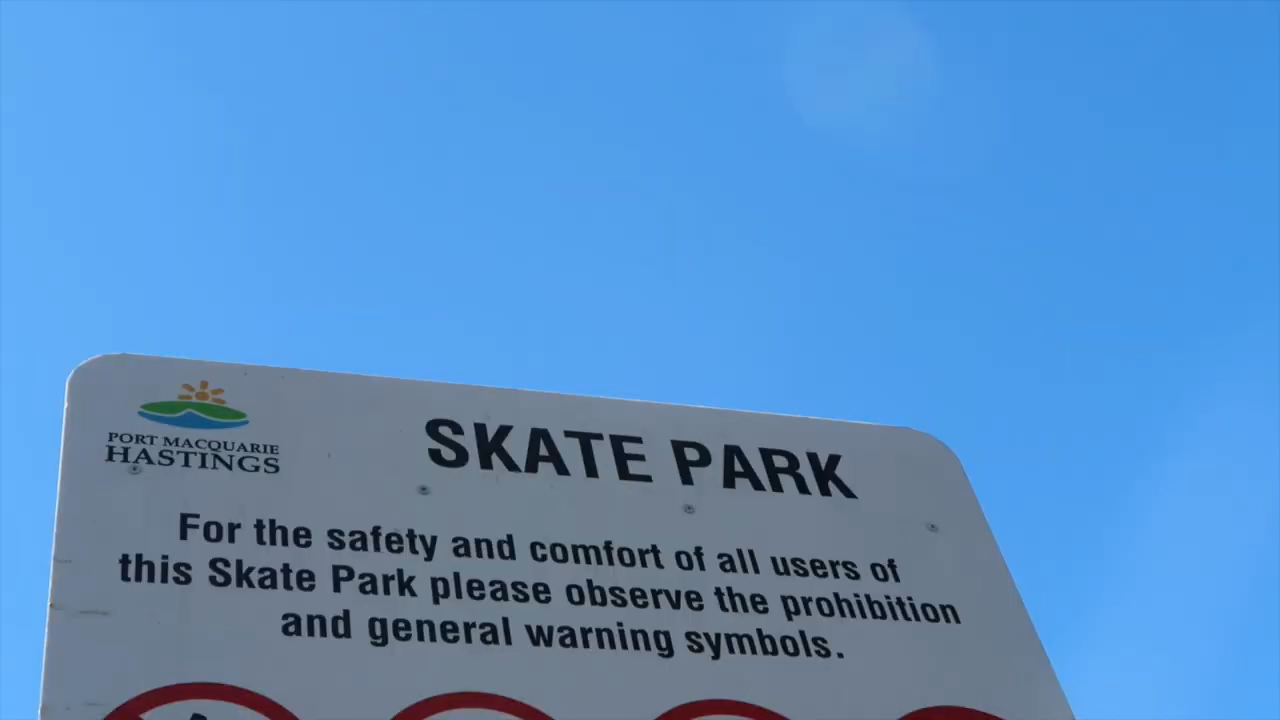 PORT MACQUARIE
HASTINGS
SKATE PARK
For the safety and comfort of all users of
this Skate Park please observe the prohibition
and general warning symbols.